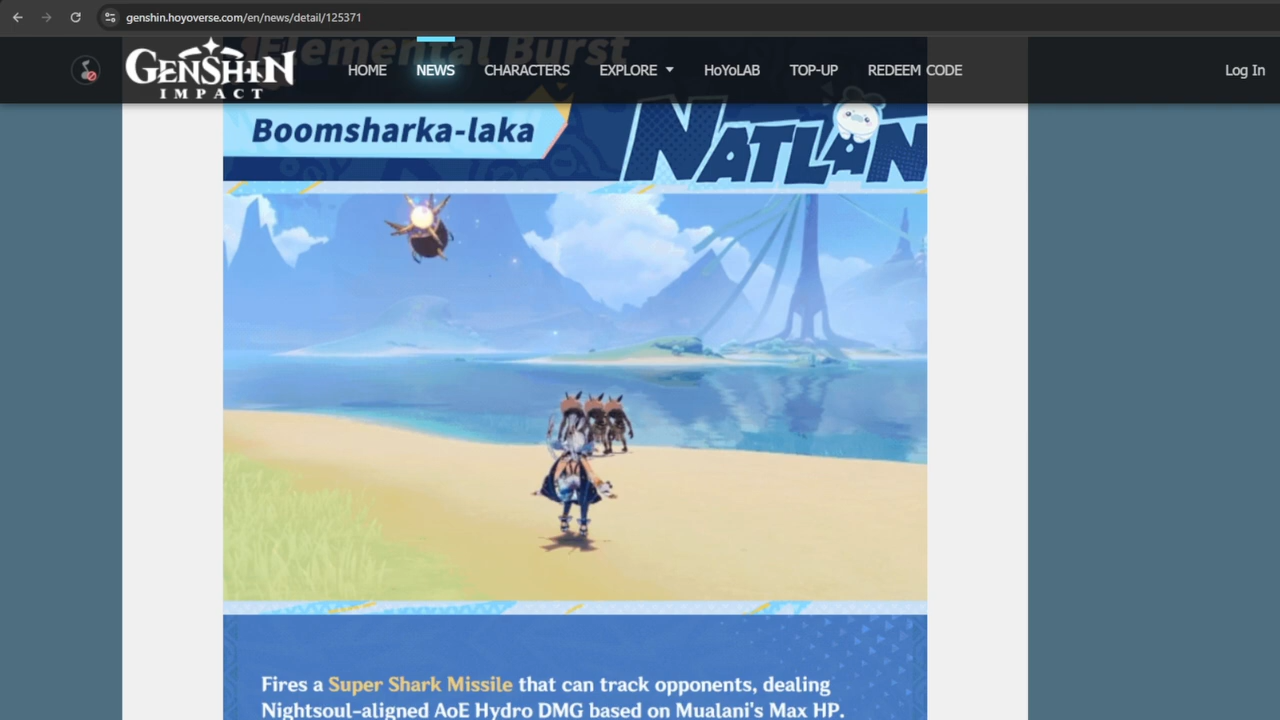 genshin.hoyoverse.com/en/news/detail/125371
Elemental Burst
GENSHIN
IMPACT
HOME
NEWS
CHARACTERS
EXPLORE
HoYoLAB
TOP-UP
REDEEM CODE
Log In
Boomsharka-laka
NATLAN
Fires a Super Shark Missile that can track opponents, dealing
Nightsoul-aligned AoE Hydro DMG based on Mualani's Max HP.